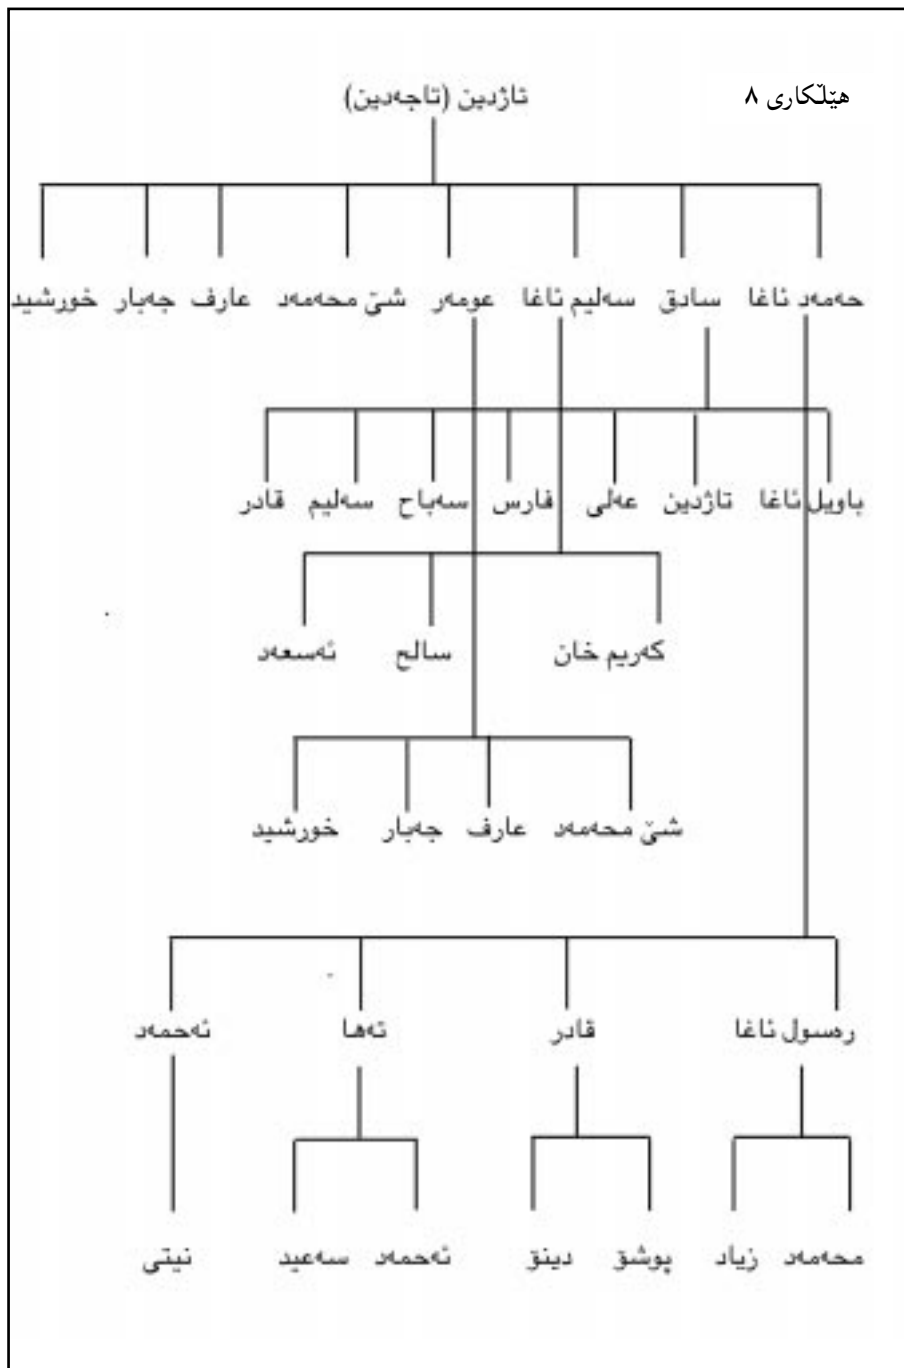 هێڵکاری ٨
تاژدین (تاجەدین)
حەمەد ئاغا سادق سەلیم ئاغا عومەر شێ محەمەد عارف جەبار خورشید
باویل ئاغا تاژدین عەلی فارس سەباح سەلیم قادر
کەریم خان سالح ئەسعەد
شێ محەمەد عارف جەبار خورشید
رەسول ئاغا قادر تەها ئەحمەد
محەمەد زیاد پوشۆ دینۆ ئەحمەد سەعید نیتی